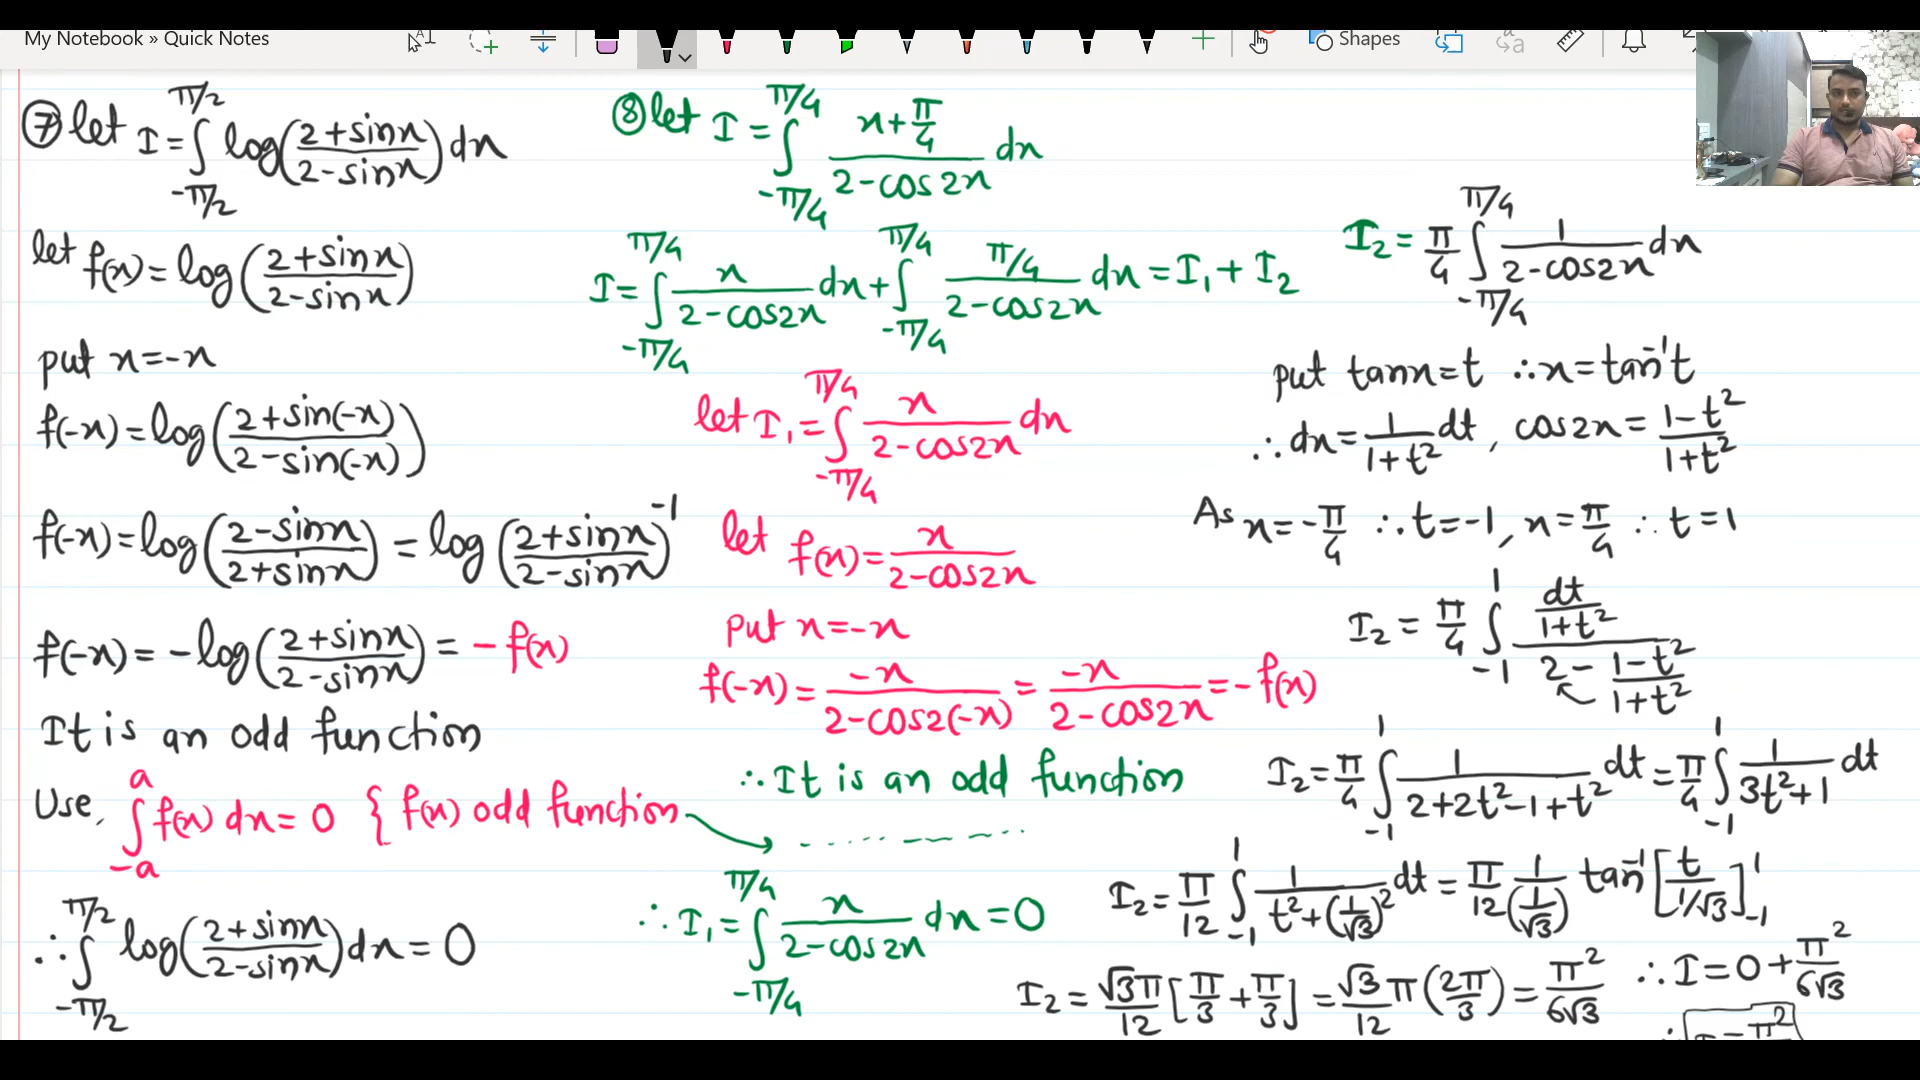 My Notebook » Quick Notes
Shapes
⑦ let I = ∫_{-π/2}^{π/2} log((2+sinx)/(2-sinx)) dx
let f(x) = log((2+sinx)/(2-sinx))
put x=-x
f(-x) = log((2+sin(-x))/(2-sin(-x)))
f(-x) = log((2-sinx)/(2+sinx)) = log((2+sinx)/(2-sinx))^{-1}
f(-x) = -log((2+sinx)/(2-sinx)) = -f(x)
It is an odd function
Use, ∫_{-a}^{a} f(x) dx = 0 { f(x) odd function
∴ ∫_{-π/2}^{π/2} log((2+sinx)/(2-sinx)) dx = 0
⑧ let I = ∫_{-π/4}^{π/4} (x+π/4)/(2-cos2x) dx
I = ∫_{-π/4}^{π/4} x/(2-cos2x) dx + ∫_{-π/4}^{π/4} (π/4)/(2-cos2x) dx = I₁ + I₂
let I₁ = ∫_{-π/4}^{π/4} x/(2-cos2x) dx
let f(x) = x/(2-cos2x)
put x=-x
f(-x) = -x/(2-cos2(-x)) = -x/(2-cos2x) = -f(x)
∴ It is an odd function
∴ I₁ = ∫_{-π/4}^{π/4} x/(2-cos2x) dx = 0
I₂ = π/4 ∫_{-π/4}^{π/4} 1/(2-cos2x) dx
put tanx = t ∴ x = tan⁻¹t
∴ dx = 1/(1+t²) dt, cos2x = (1-t²)/(1+t²)
As x = -π/4 ∴ t = -1, x = π/4 ∴ t = 1
I₂ = π/4 ∫_{-1}^{1} (dt/(1+t²))/(2 - (1-t²)/(1+t²))
I₂ = π/4 ∫_{-1}^{1} 1/(2+2t²-1+t²) dt = π/4 ∫_{-1}^{1} 1/(3t²+1) dt
I₂ = π/12 ∫_{-1}^{1} 1/(t²+(1/√3)²) dt = π/12 1/(1/√3) tan⁻¹[t/(1/√3)]_{-1}^{1}
I₂ = √3π/12 [π/3 + π/3] = √3/12 π(2π/3) = π²/6√3
∴ I = 0 + π²/6√3